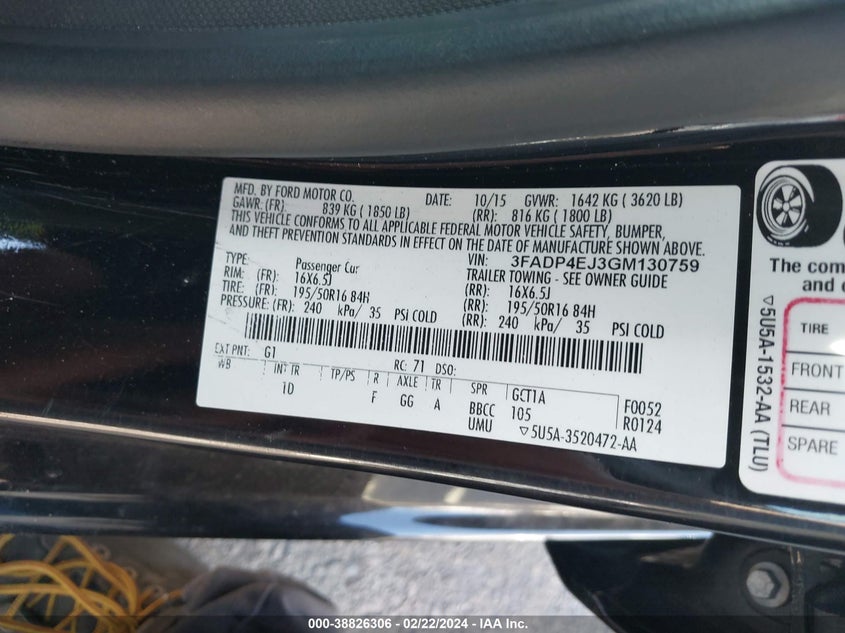 MFD. BY FORD MOTOR CO.
DATE: 10/15 GVWR: 1642 KG ( 3620 LB)
GAWR: (FR) 839 KG ( 1850 LB) (RR): 816 KG ( 1800 LB)
THIS VEHICLE CONFORMS TO ALL APPLICABLE FEDERAL MOTOR VEHICLE SAFETY, BUMPER,
AND THEFT PREVENTION STANDARDS IN EFFECT ON THE DATE OF MANUFACTURE SHOWN ABOVE.
VIN: 3FADP4EJ3GM130759
TYPE: Passenger Car TRAILER TOWING - SEE OWNER GUIDE
RIM: (FR): 16X6.5J (RR): 16X6.5J
TIRE: (FR): 195/50R16 84H (RR): 195/50R16 84H
PRESSURE: (FR): 240 kPa/ 35 PSI COLD (RR): 240 kPa/ 35 PSI COLD
EXT PNT: G1 RC: 71 DSO:
WB INT TR TP/PS R AXLE TR SPR GCT1A F0052
1D F GG A BBCC 105 R0124
UMU ▽5U5A-3520472-AA
The com
and
TIRE
FRONT
REAR
SPARE
▽5U5A-1532-AA (TLU)
000-38826306 - 02/22/2024 - IAAI - Copyright IAA, Inc.